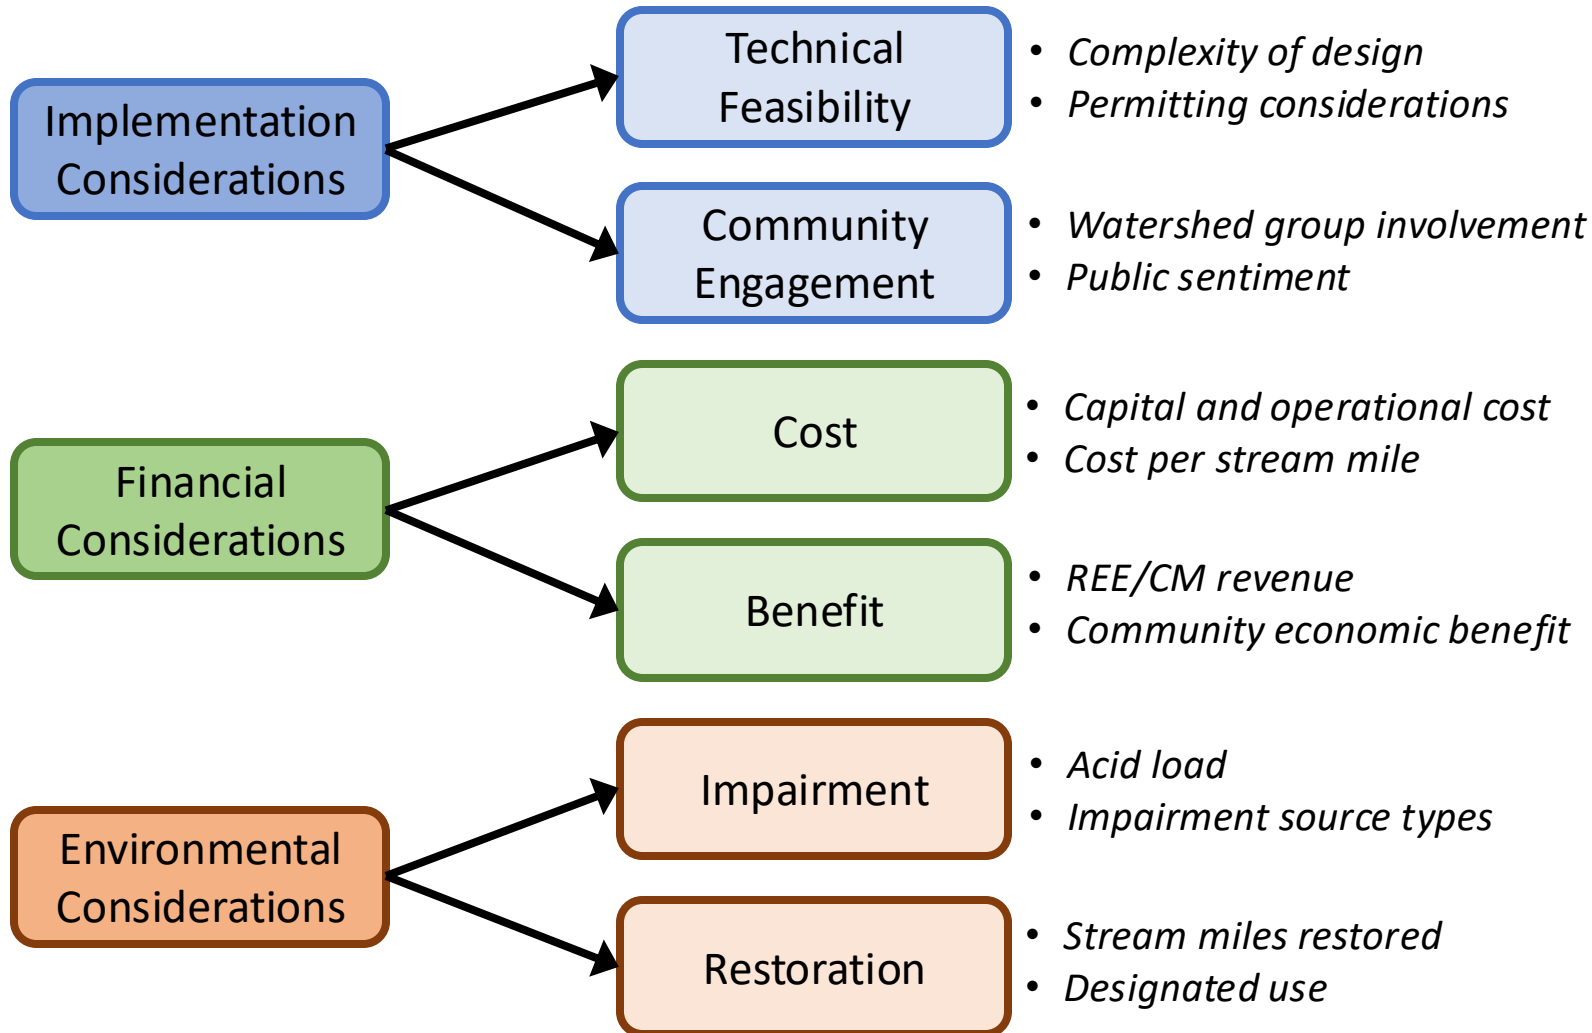 Implementation
Considerations
Technical
Feasibility
• Complexity of design
• Permitting considerations
Community
Engagement
• Watershed group involvement
• Public sentiment
Financial
Considerations
Cost
• Capital and operational cost
• Cost per stream mile
Benefit
• REE/CM revenue
• Community economic benefit
Environmental
Considerations
Impairment
• Acid load
• Impairment source types
Restoration
• Stream miles restored
• Designated use